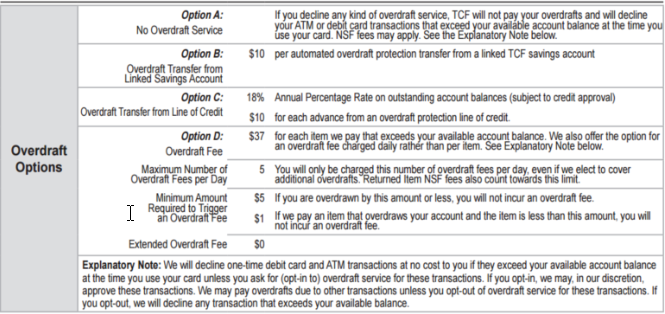 Overdraft
Options
Option A:
No Overdraft Service
If you decline any kind of overdraft service, TCF will not pay your overdrafts and will decline
your ATM or debit card transactions that exceed your available account balance at the time you
use your card. NSF fees may apply. See the Explanatory Note below.
Option B:
Overdraft Transfer from
Linked Savings Account
$10 per automated overdraft protection transfer from a linked TCF savings account
Option C:
Overdraft Transfer from Line of Credit
18% Annual Percentage Rate on outstanding account balances (subject to credit approval)
$10 for each advance from an overdraft protection line of credit.
Option D:
Overdraft Fee
$37 for each item we pay that exceeds your available account balance. We also offer the option for
an overdraft fee charged daily rather than per item. See Explanatory Note below.
Maximum Number of
Overdraft Fees per Day
5 You will only be charged this number of overdraft fees per day, even if we elect to cover
additional overdrafts. Returned Item NSF fees also count towards this limit.
Minimum Amount
Required to Trigger
an Overdraft Fee
$5 If you are overdrawn by this amount or less, you will not incur an overdraft fee.
$1 If we pay an item that overdraws your account and the item is less than this amount, you will
not incur an overdraft fee.
Extended Overdraft Fee $0
Explanatory Note: We will decline one-time debit card and ATM transactions at no cost to you if they exceed your available account balance
at the time you use your card unless you ask for (opt-in to) overdraft service for these transactions. If you opt-in, we may, in our discretion,
approve these transactions. We may pay overdrafts due to other transactions unless you opt-out of overdraft service for these transactions. If
you opt-out, we will decline any transaction that exceeds your available balance.